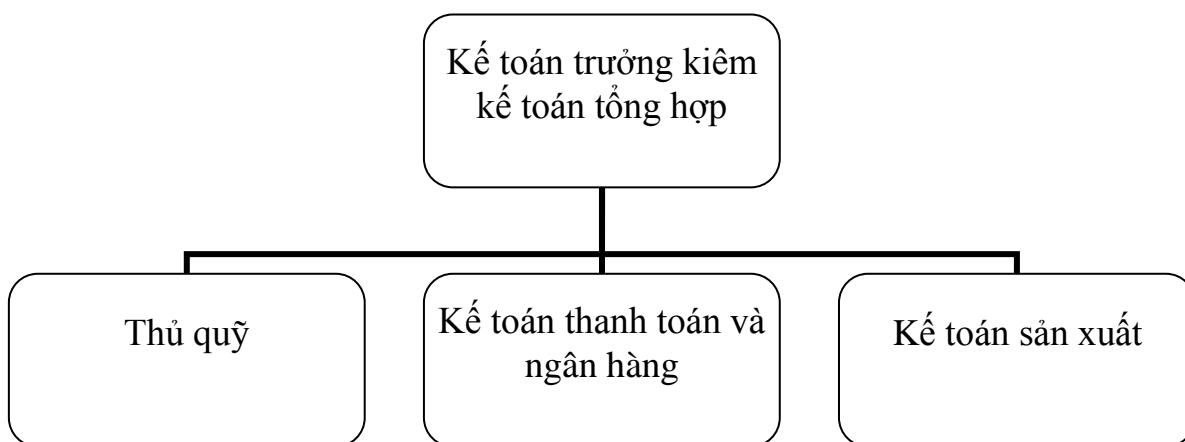 Kế toán trưởng kiêm
kế toán tổng hợp
Thủ quỹ
Kế toán thanh toán và
ngân hàng
Kế toán sản xuất